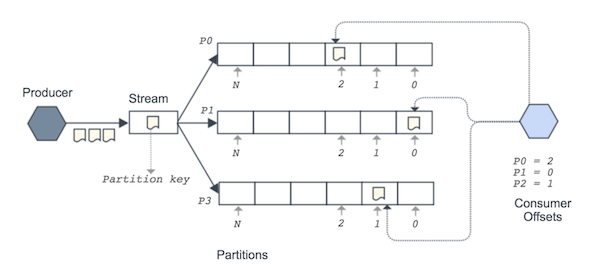 P0
N 2 1 0
Producer
Stream
P1
N 2 1 0
Partition key
P0 = 2
P1 = 0
P2 = 1
P3
N 2 1 0
Consumer
Offsets
Partitions